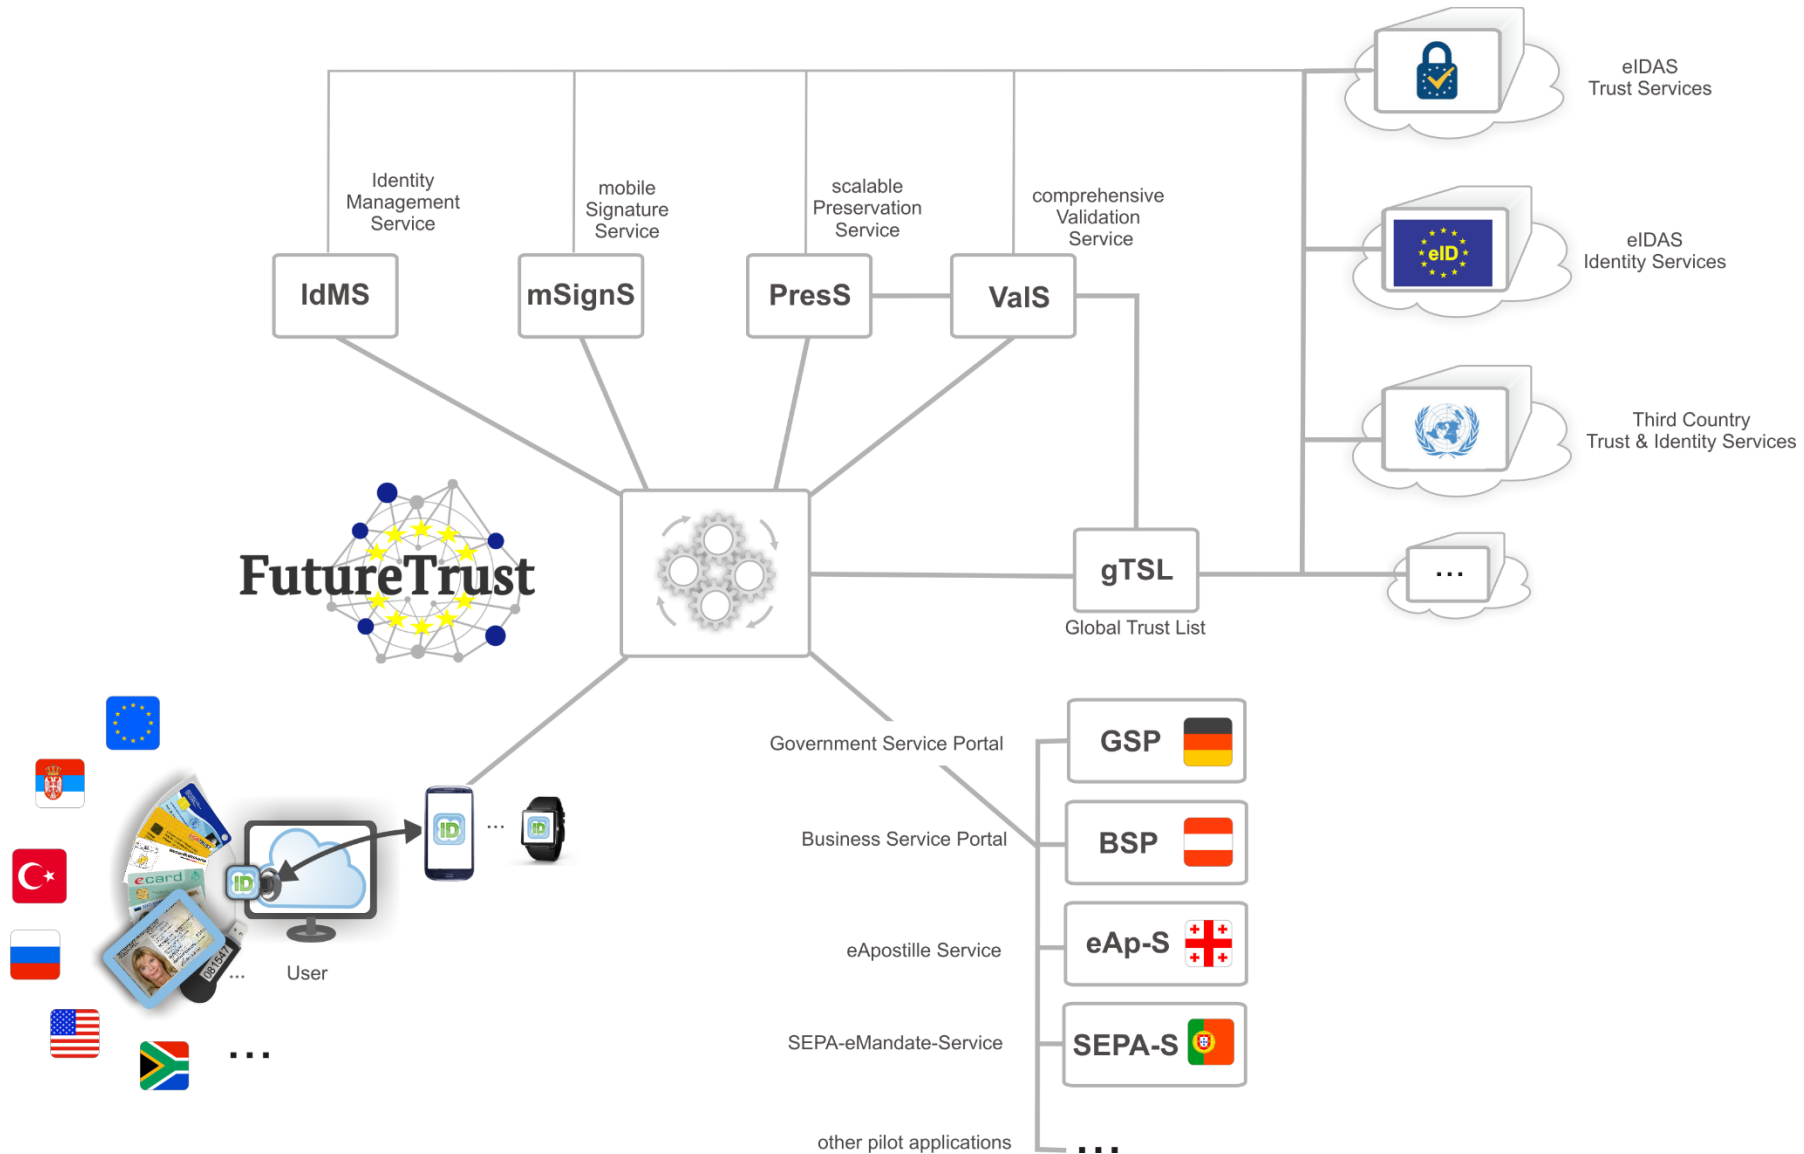 eIDAS
Trust Services
Identity
Management
Service
mobile
Signature
Service
scalable
Preservation
Service
comprehensive
Validation
Service
eID
eIDAS
Identity Services
IdMS
mSignS
PresS
ValS
Third Country
Trust & Identity Services
FutureTrust
gTSL
...
Global Trust List
Government Service Portal
GSP
Business Service Portal
BSP
eApostille Service
eAp-S
SEPA-eMandate-Service
SEPA-S
other pilot applications
...
ecard
ID
ID
...
ID
081547
...
User
...